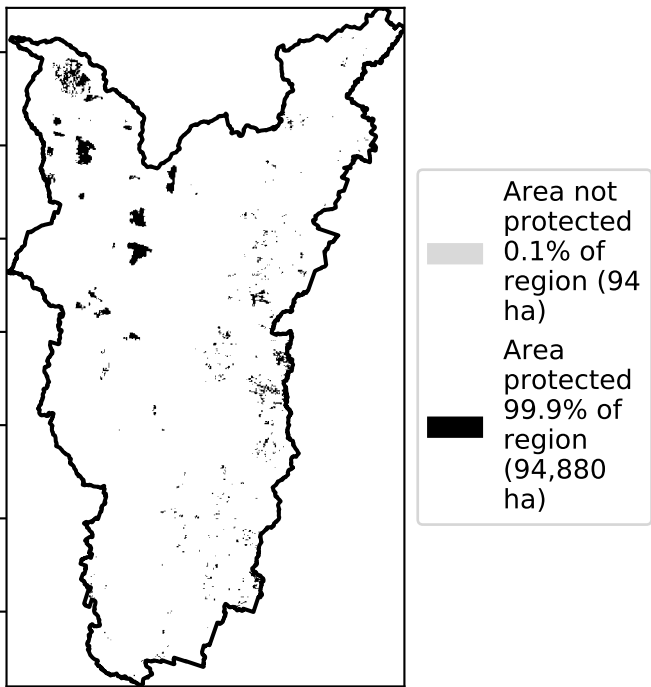 Area not
protected
0.1% of
region (94
ha)
Area
protected
99.9% of
region
(94,880
ha)